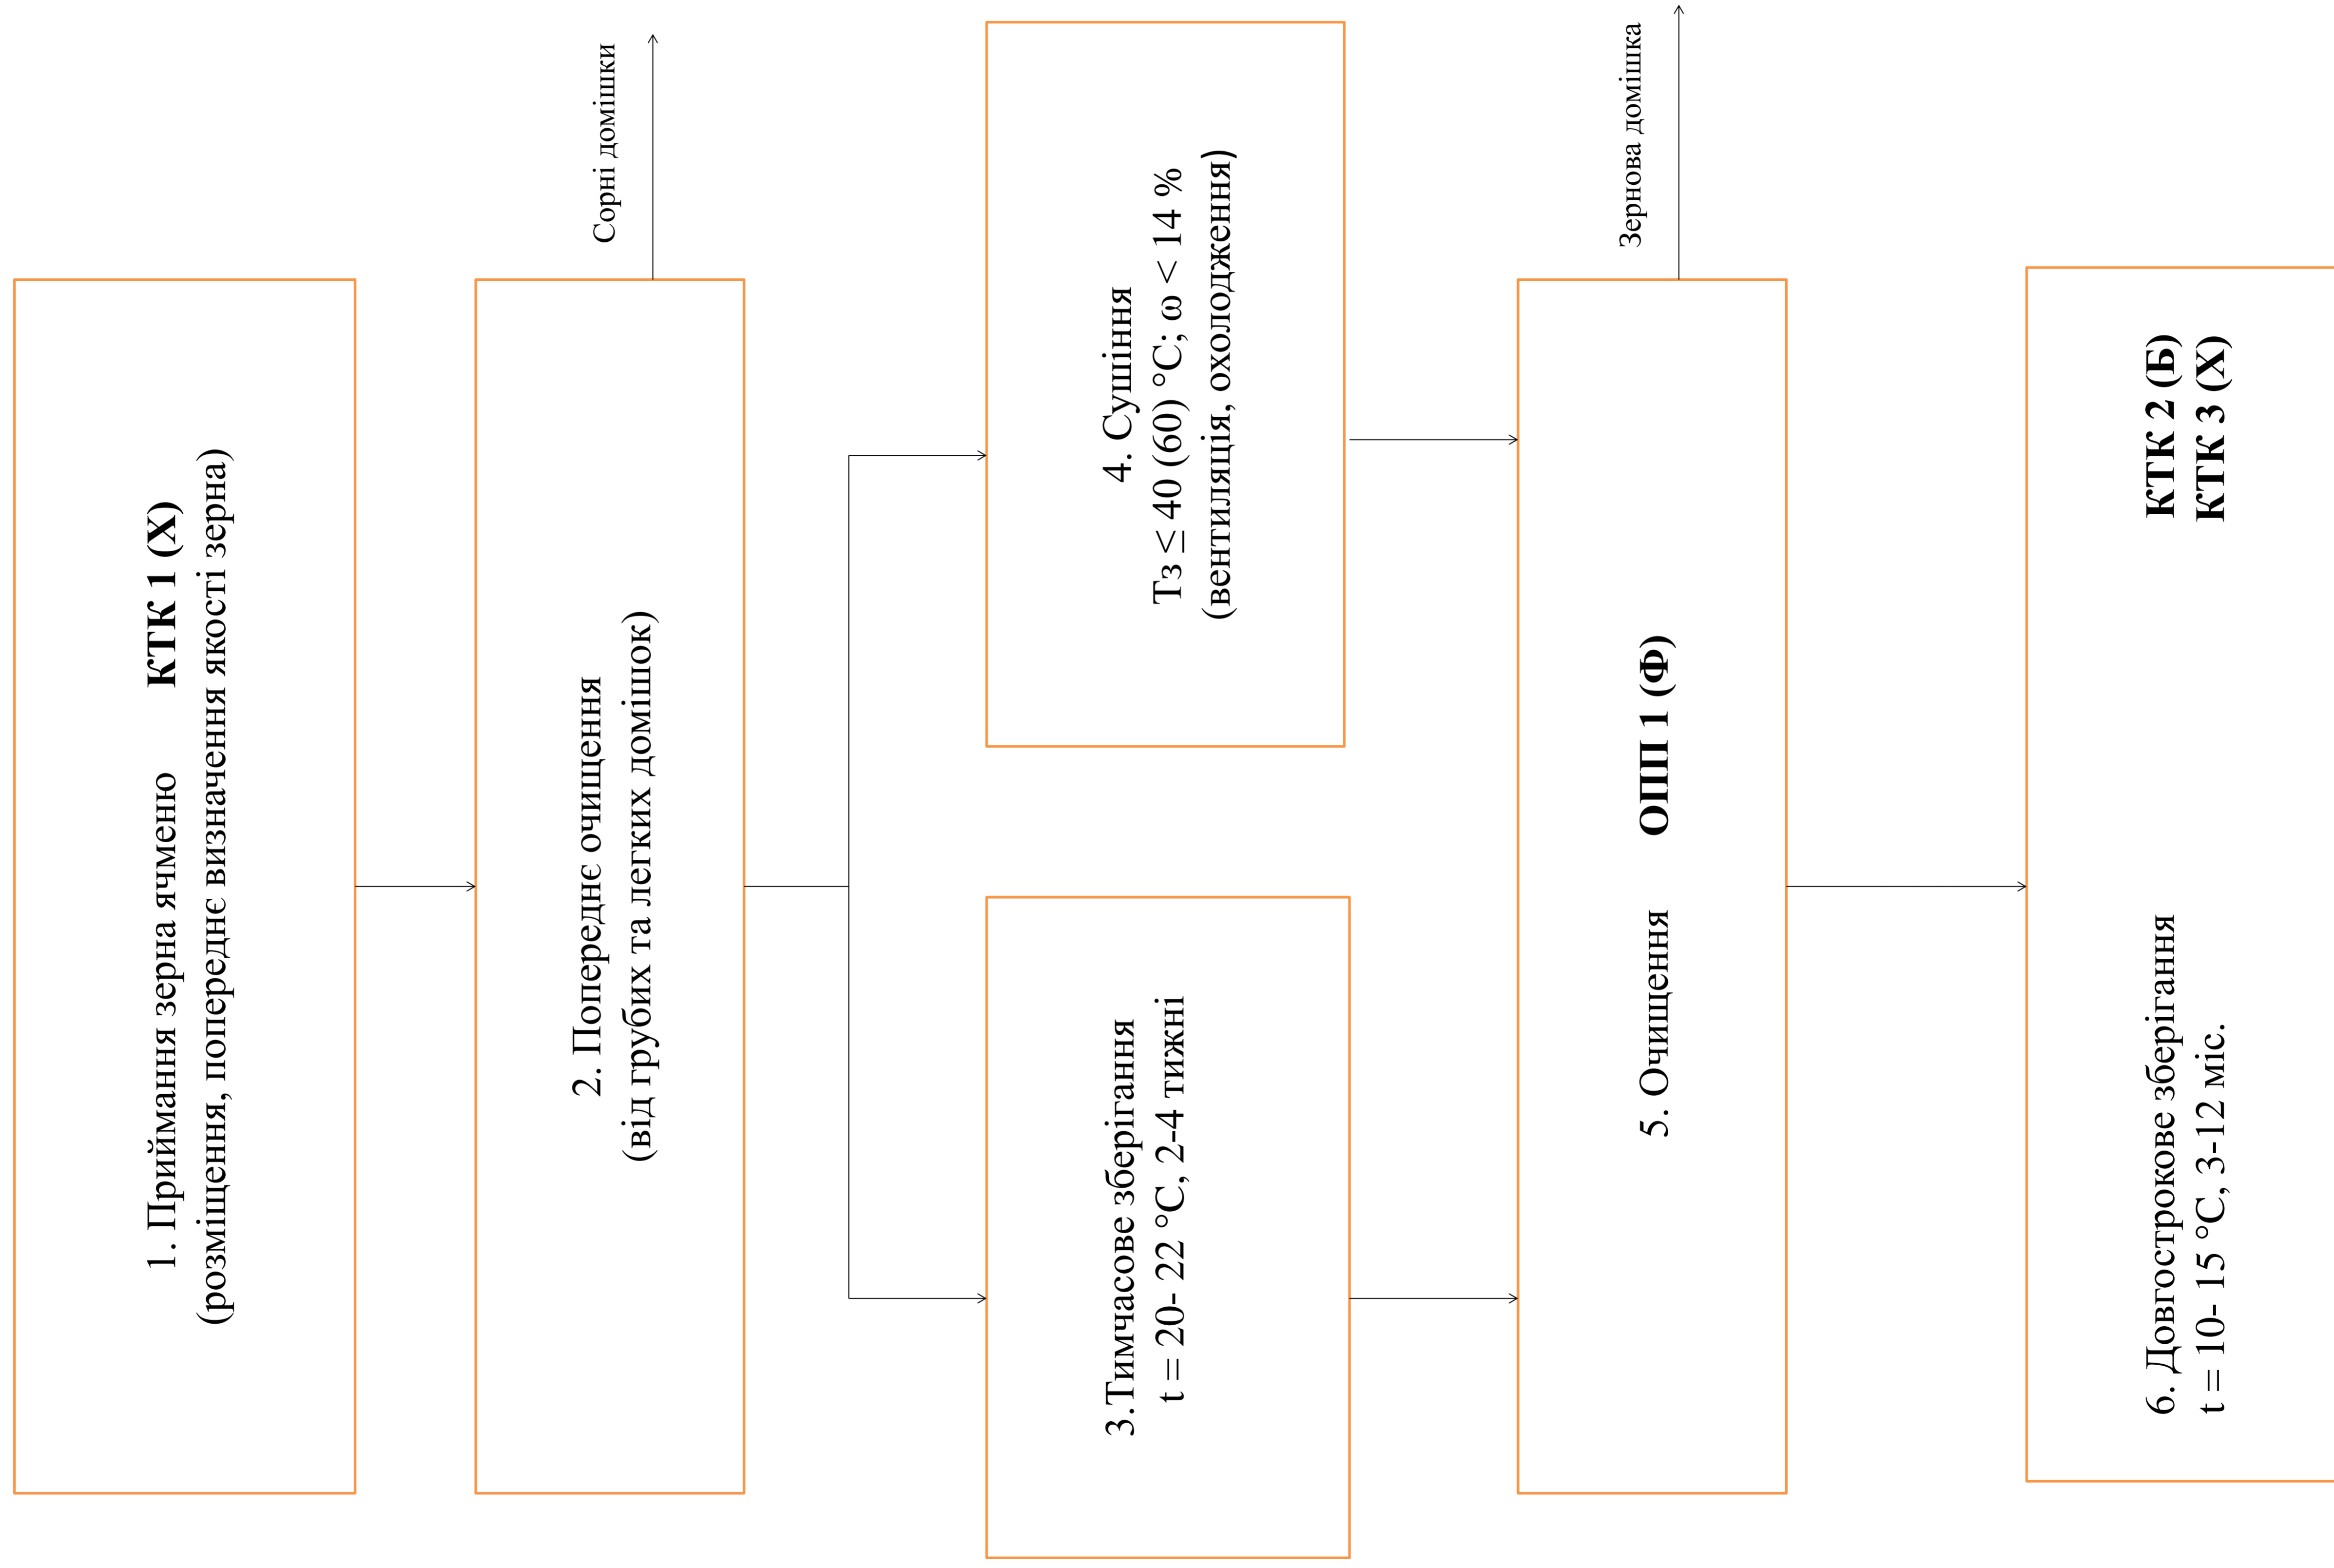 1. Приймання зерна ячменю КТК 1 (Х)
(розміщення, попереднє визначення якості зерна)
2. Попереднє очищення
(від грубих та легких домішок)
Сорні домішки
3.Тимчасове зберігання
t = 20- 22 °С, 2-4 тижні
4. Сушіння
Тз ≤ 40 (60) °С; ω < 14 %
(вентиляція, охолодження)
5. Очищення ОПП 1 (Ф)
Зернова домішка
6. Довгострокове зберігання КТК 2 (Б)
t = 10- 15 °С, 3-12 міс. КТК 3 (Х)